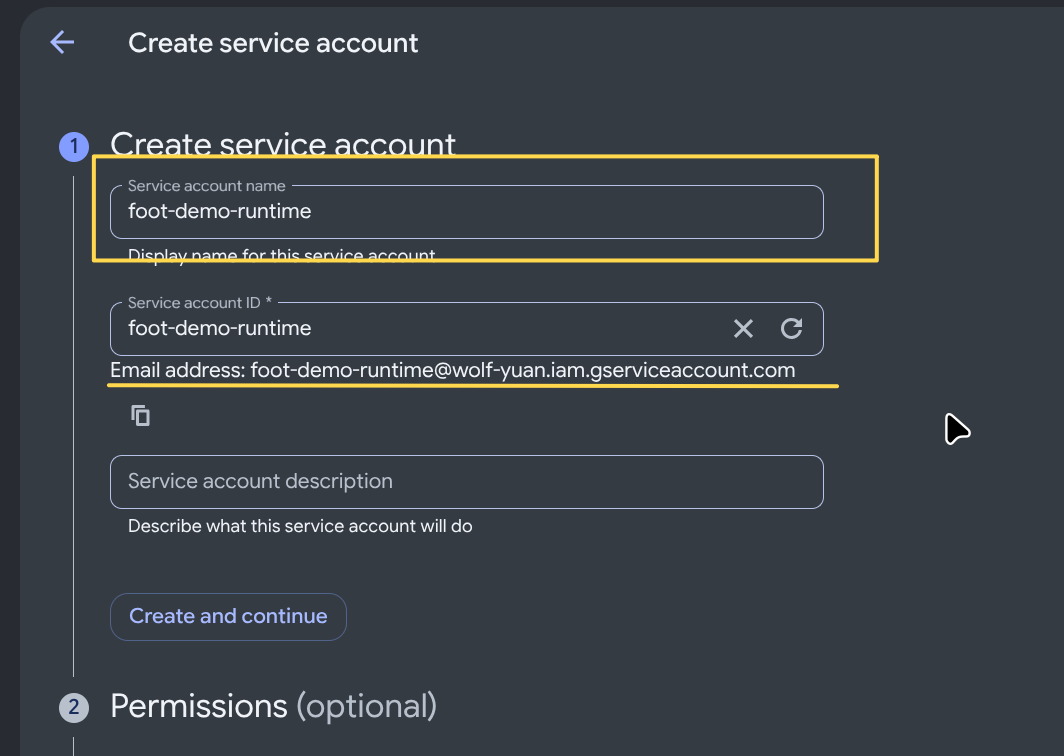 Create service account
1
Create service account
Service account name
foot-demo-runtime
Display name for this service account
Service account ID *
foot-demo-runtime
Email address: foot-demo-runtime@wolf-yuan.iam.gserviceaccount.com
Service account description
Describe what this service account will do
Create and continue
2
Permissions (optional)